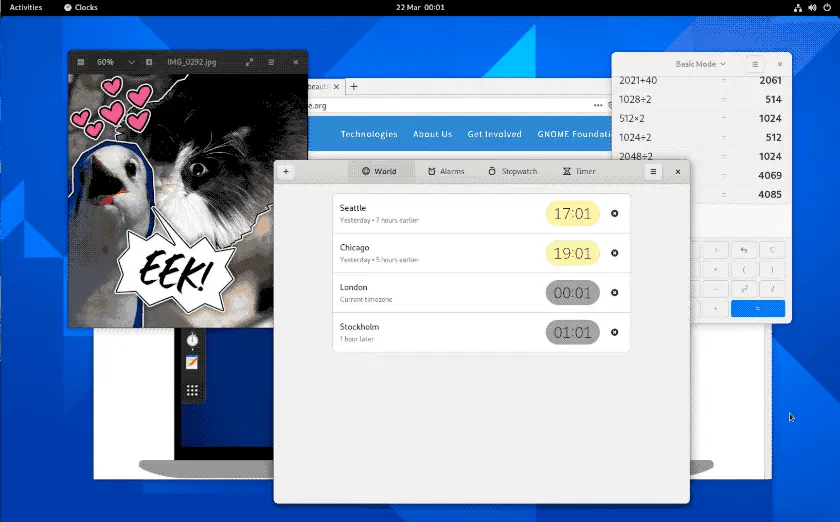 Activities
Clocks
22 Mar 00:01
60%
IMG_0292.jpg
EEK!
beauti
e.org
Technologies
About Us
Get Involved
GNOME Foundati
Basic Mode
2021+40 = 2061
1028÷2 = 514
512×2 = 1024
1024÷2 = 512
2048÷2 = 1024
4069
4085
World
Alarms
Stopwatch
Timer
Seattle
Yesterday • 7 hours earlier
17:01
Chicago
Yesterday • 5 hours earlier
19:01
London
Current timezone
00:01
Stockholm
1 hour later
01:01